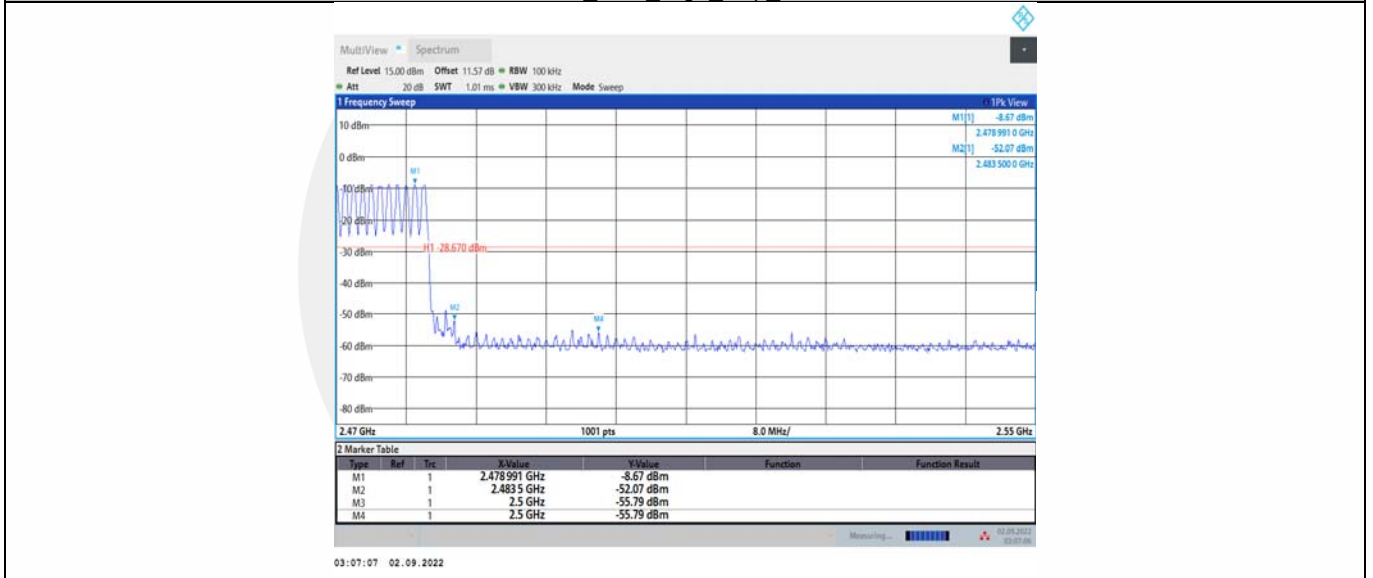 MultiView Spectrum
Ref Level 15.00 dBm Offset 11.57 dB RBW 100 kHz
Att 20 dB SWT 1.01 ms VBW 300 kHz Mode Sweep
1 Frequency Sweep 1Pk View
M1[1] -8.67 dBm
2.478 991 0 GHz
M2[1] -52.07 dBm
2.483 500 0 GHz
10 dBm
0 dBm
M1
-10 dBm
-20 dBm
H1 -28.670 dBm
-30 dBm
-40 dBm
M2
-50 dBm
M4
-60 dBm
-70 dBm
-80 dBm
2.47 GHz 1001 pts 8.0 MHz/ 2.55 GHz
2 Marker Table
Type Ref Trc X-Value Y-Value Function Function Result
M1 1 2.478 991 GHz -8.67 dBm
M2 1 2.483 5 GHz -52.07 dBm
M3 1 2.5 GHz -55.79 dBm
M4 1 2.5 GHz -55.79 dBm
Measuring... 02.09.2022
03:07:06
03:07:07 02.09.2022